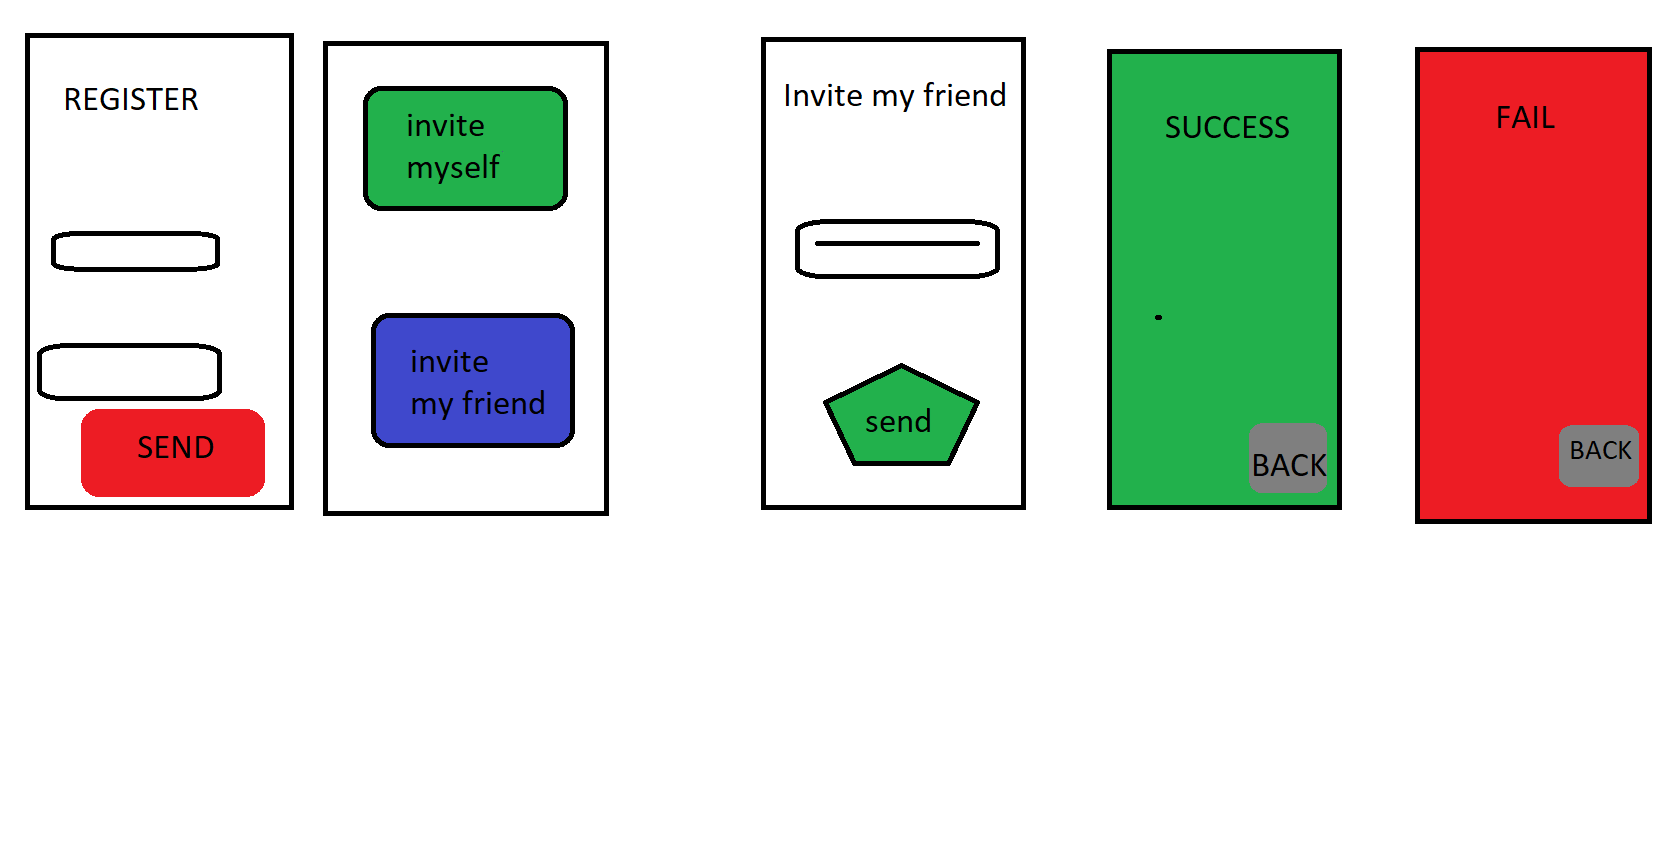 REGISTER
SEND
invite
myself
invite
my friend
Invite my friend
send
SUCCESS
BACK
FAIL
BACK